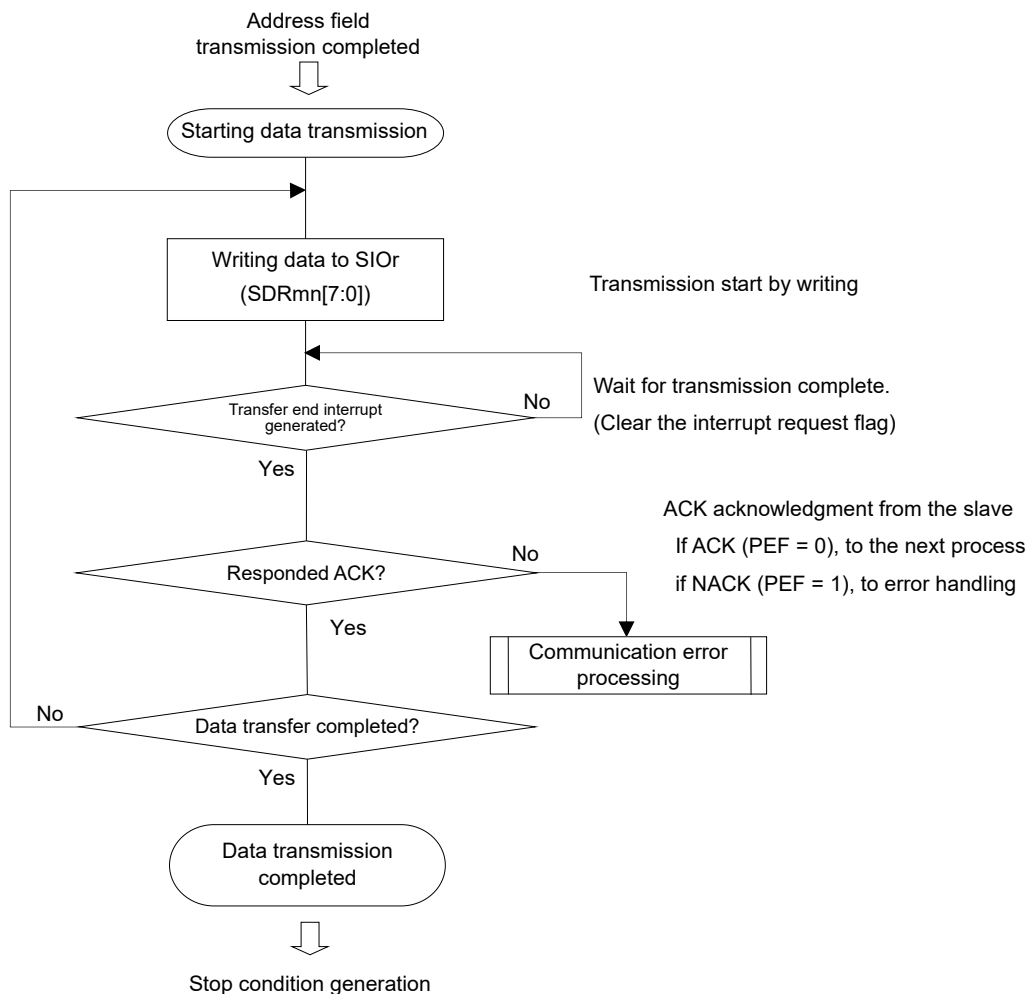 Address field
transmission completed
Starting data transmission
Writing data to SIOr
(SDRmn[7:0])
Transmission start by writing
Transfer end interrupt
generated?
No
Wait for transmission complete.
(Clear the interrupt request flag)
Yes
Responded ACK?
No
ACK acknowledgment from the slave
If ACK (PEF = 0), to the next process
if NACK (PEF = 1), to error handling
Yes
Communication error
processing
Data transfer completed?
No
Yes
Data transmission
completed
Stop condition generation